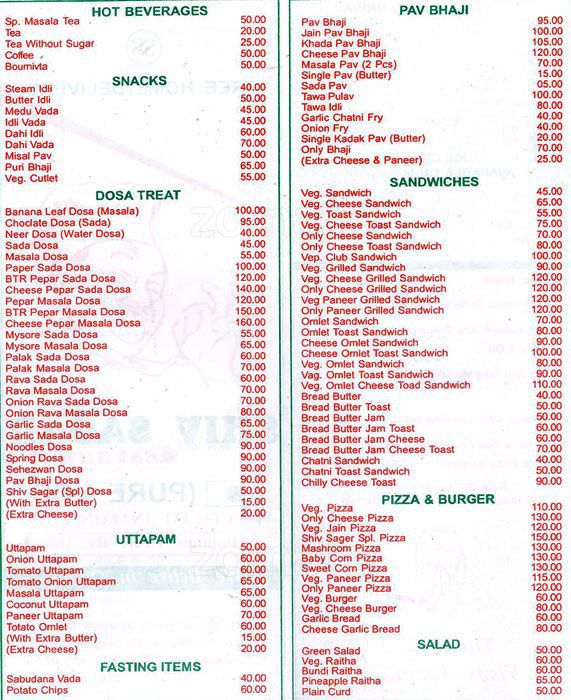 HOT BEVERAGES
Sp. Masala Tea 50.00
Tea 20.00
Tea Without Sugar 25.00
Coffee 50.00
Bournivta 50.00
SNACKS
Steam Idli 40.00
Butter Idli 50.00
Medu Vada 45.00
Idli Vada 45.00
Dahi Idli 60.00
Dahi Vada 70.00
Misal Pav 50.00
Puri Bhaji 65.00
Veg. Cutlet 55.00
DOSA TREAT
Banana Leaf Dosa (Masala) 100.00
Choclate Dosa (Sada) 95.00
Neer Dosa (Water Dosa) 40.00
Sada Dosa 45.00
Masala Dosa 55.00
Paper Sada Dosa 100.00
BTR Pepar Sada Dosa 120.00
Cheese Pepar Sada Dosa 140.00
Pepar Masala Dosa 120.00
BTR Pepar Masala Dosa 150.00
Cheese Pepar Masala Dosa 160.00
Mysore Sada Dosa 55.00
Mysore Masala Dosa 65.00
Palak Sada Dosa 60.00
Palak Masala Dosa 70.00
Rava Sada Dosa 60.00
Rava Masala Dosa 70.00
Onion Rava Sada Dosa 70.00
Onion Rava Masala Dosa 80.00
Garlic Sada Dosa 65.00
Garlic Masala Dosa 75.00
Noodles Dosa 90.00
Spring Dosa 90.00
Sehezwan Dosa 90.00
Pav Bhaji Dosa 90.00
Shiv Sagar (Spl) Dosa 50.00
(With Extra Butter) 15.00
(Extra Cheese) 20.00
UTTAPAM
Uttapam 50.00
Onion Uttapam 60.00
Tomato Uttapam 60.00
Tomato Onion Uttapam 65.00
Masala Uttapam 65.00
Coconut Uttapam 60.00
Paneer Uttapam 70.00
Totato Omlet 60.00
(With Extra Butter) 15.00
(Extra Cheese) 20.00
FASTING ITEMS
Sabudana Vada 40.00
Potato Chips 60.00
PAV BHAJI
Pav Bhaji 95.00
Jain Pav Bhaji 100.00
Khada Pav Bhaji 105.00
Cheese Pav Bhaji 120.00
Masala Pav (2 Pcs) 70.00
Single Pav (Butter) 15.00
Sada Pav 05.00
Tawa Pulav 100.00
Tawa Idli 80.00
Garlic Chatni Fry 40.00
Onion Fry 40.00
Single Kadak Pav (Butter) 20.00
Only Bhaji 70.00
(Extra Cheese & Paneer) 25.00
SANDWICHES
Veg. Sandwich 45.00
Veg. Cheese Sandwich 65.00
Veg. Toast Sandwich 55.00
Veg. Cheese Toast Sandwich 75.00
Only Cheese Sandwich 70.00
Only Cheese Toast Sandwich 80.00
Vep. Club Sandwich 100.00
Veg. Grilled Sandwich 90.00
Veg. Cheese Grilled Sandwich 120.00
Only Cheese Grilled Sandwich 120.00
Veg Paneer Grilled Sandwich 120.00
Only Paneer Grilled Sandwich 120.00
Omlet Sandwich 70.00
Omlet Toast Sandwich 80.00
Cheese Omlet Sandwich 90.00
Cheese Omlet Toast Sandwich 100.00
Veg. Omlet Sandwich 80.00
Vag. Omlet Toast Sandwich 90.00
Veg. Omlet Cheese Toad Sandwich 110.00
Bread Butter 40.00
Bread Butter Toast 50.00
Bread Butter Jam 50.00
Bread Butter Jam Toast 60.00
Bread Butter Jam Cheese 60.00
Bread Butter Jam Cheese Toast 70.00
Chatni Sandwich 40.00
Chatni Toast Sandwich 50.00
Chilly Cheese Toast 90.00
PIZZA & BURGER
Veg. Pizza 110.00
Only Cheese Pizza 130.00
Veg. Jain Pizza 120.00
Shiv Sagar Spl. Pizza 150.00
Mashroom Pizza 130.00
Baby Corn Pizza 130.00
Sweet Corn Pizza 130.00
Veg. Paneer Pizza 115.00
Only Paneer Pizza 120.00
Veg. Burger 60.00
Veg. Cheese Burger 80.00
Garlic Bread 60.00
Cheese Garlic Bread 80.00
SALAD
Green Salad 50.00
Veg. Raitha 60.00
Bundi Raitha 60.00
Pineapple Raitha 65.00
Plain Curd 50.00